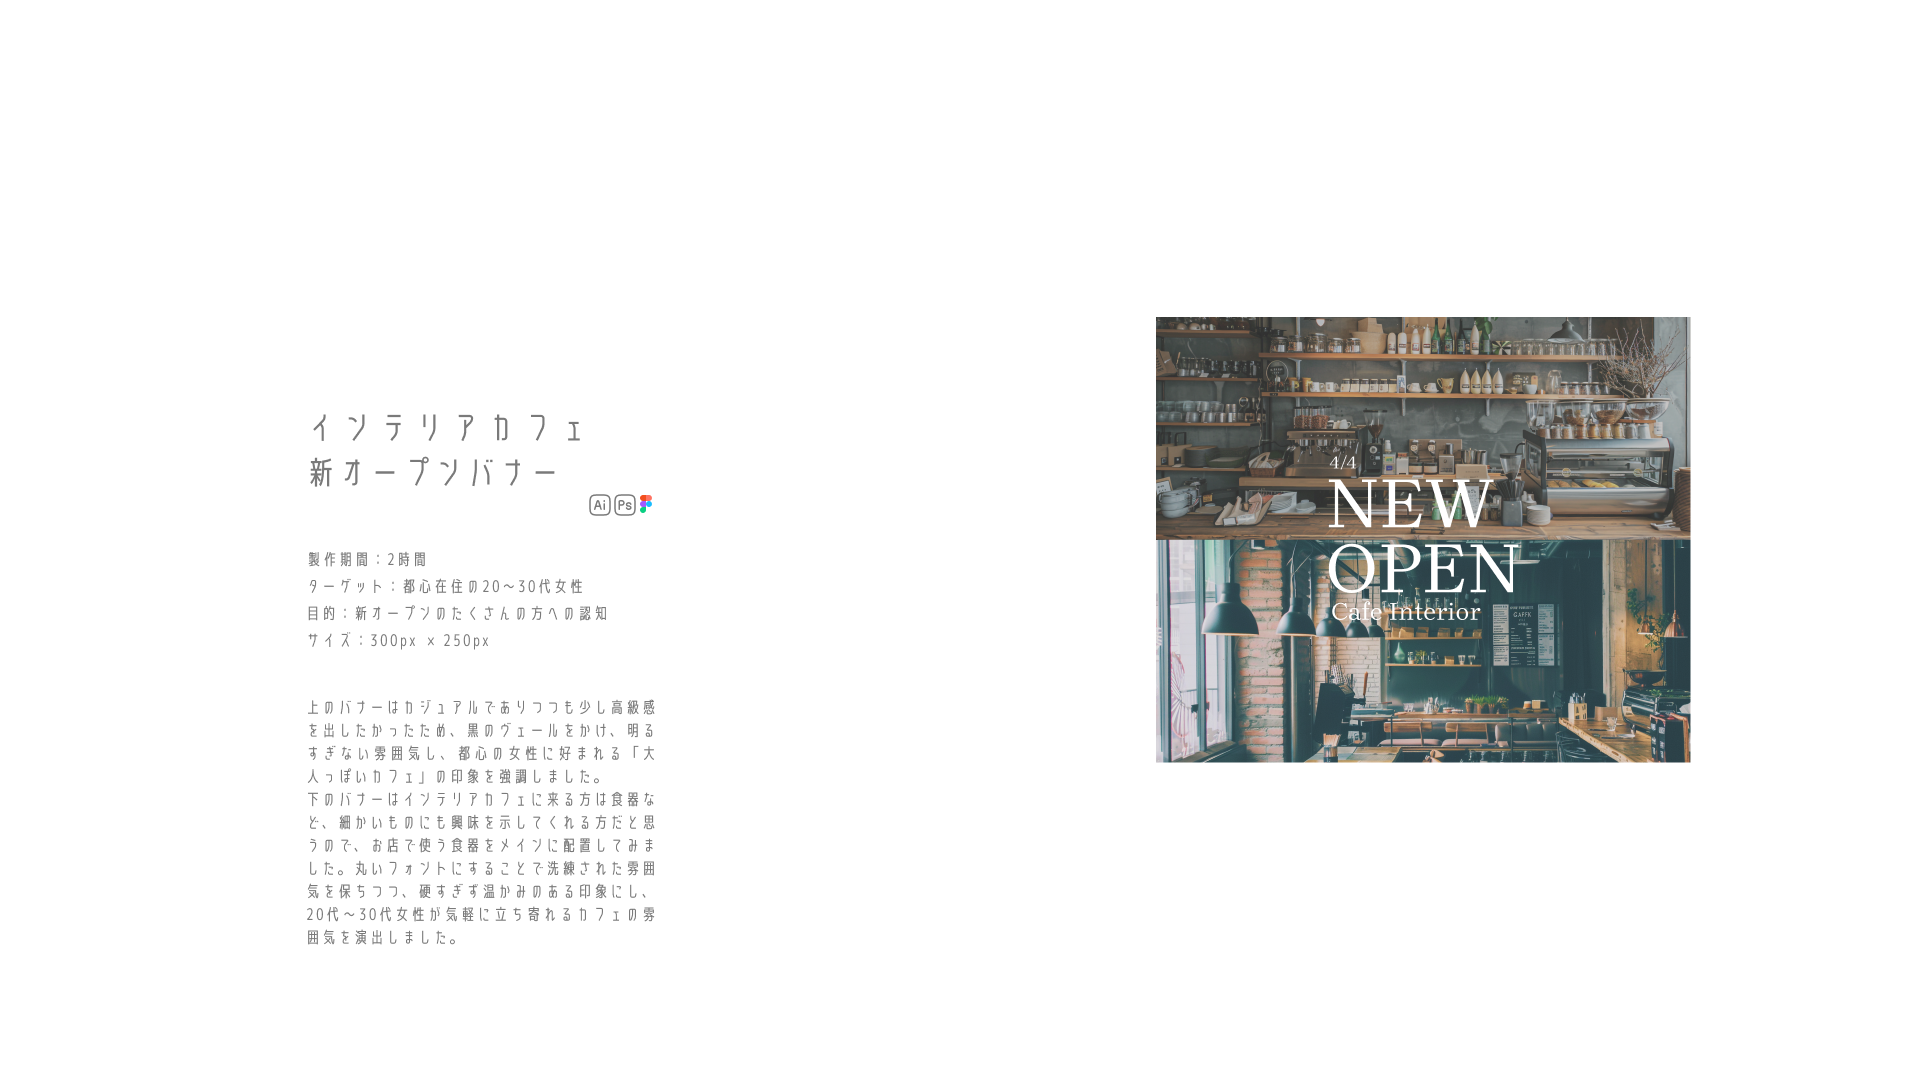 インテリアカフェ
新オープンバナー
Ai Ps
製作期間：2時間
ターゲット：都心在住の20〜30代女性
目的：新オープンのたくさんの方への認知
サイズ：300px × 250px
上のバナーはカジュアルでありつつも少し高級感
を出したかったため、黒のヴェールをかけ、明る
すぎない雰囲気し、都心の女性に好まれる「大
人っぽいカフェ」の印象を強調しました。
下のバナーはインテリアカフェに来る方は食器な
ど、細かいものにも興味を示してくれる方だと思
うので、お店で使う食器をメインに配置してみま
した。丸いフォントにすることで洗練された雰囲
気を保ちつつ、硬すぎず温かみのある印象にし、
20代〜30代女性が気軽に立ち寄れるカフェの雰
囲気を演出しました。
4/4
NEW
OPEN
Cafe Interior